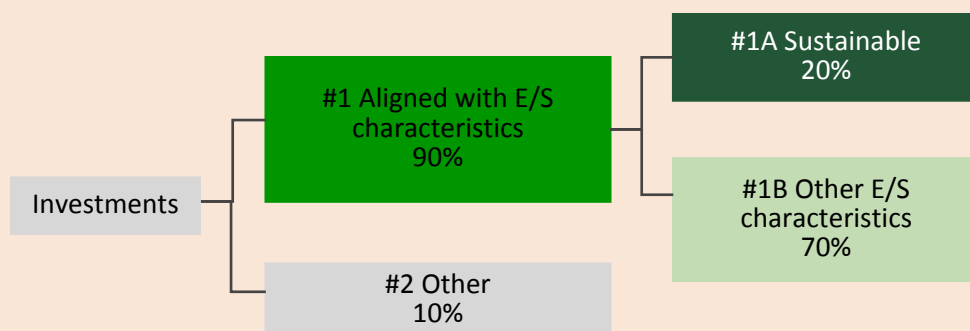 #1A Sustainable
20%
#1 Aligned with E/S
characteristics
90%
#1B Other E/S
characteristics
70%
Investments
#2 Other
10%